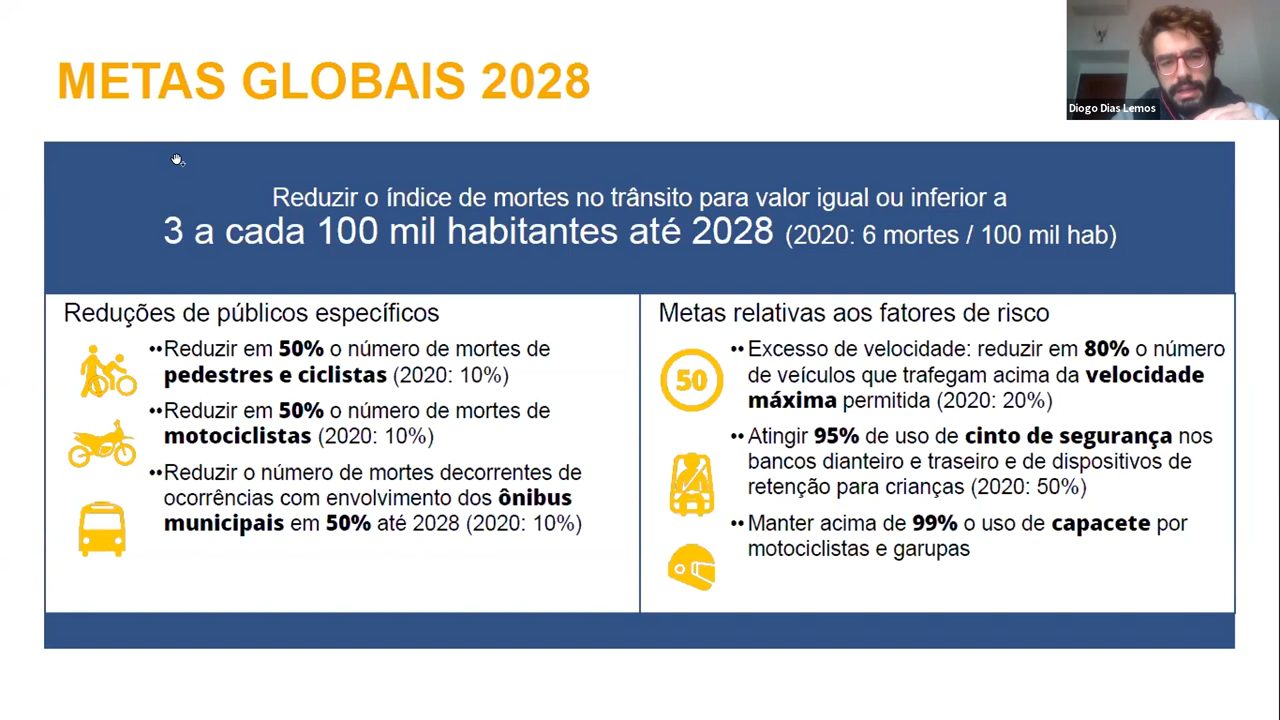 METAS GLOBAIS 2028
Diogo Dias Lemos
Reduzir o índice de mortes no trânsito para valor igual ou inferior a
3 a cada 100 mil habitantes até 2028 (2020: 6 mortes / 100 mil hab)
Reduções de públicos específicos
••Reduzir em 50% o número de mortes de
pedestres e ciclistas (2020: 10%)
••Reduzir em 50% o número de mortes de
motociclistas (2020: 10%)
••Reduzir o número de mortes decorrentes de
ocorrências com envolvimento dos ônibus
municipais em 50% até 2028 (2020: 10%)
Metas relativas aos fatores de risco
50
••Excesso de velocidade: reduzir em 80% o número
de veículos que trafegam acima da velocidade
máxima permitida (2020: 20%)
••Atingir 95% de uso de cinto de segurança nos
bancos dianteiro e traseiro e de dispositivos de
retenção para crianças (2020: 50%)
••Manter acima de 99% o uso de capacete por
motociclistas e garupas